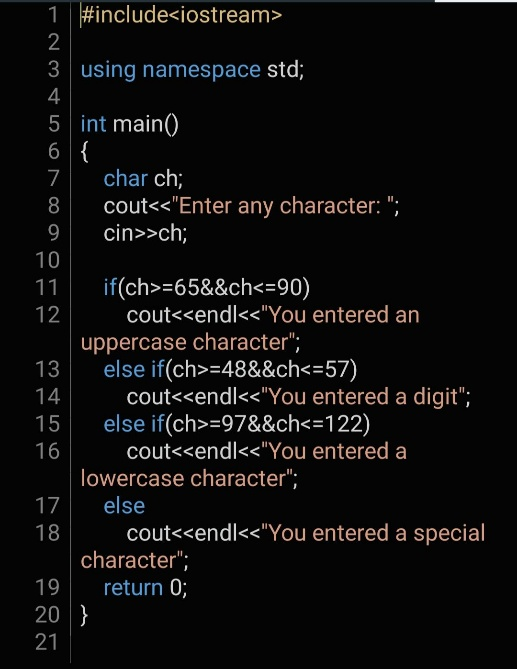 1 #include<iostream>
2
3 using namespace std;
4
5 int main()
6 {
7 char ch;
8 cout<<"Enter any character: ";
9 cin>>ch;
10
11 if(ch>=65&&ch<=90)
12 cout<<endl<<"You entered an
uppercase character";
13 else if(ch>=48&&ch<=57)
14 cout<<endl<<"You entered a digit";
15 else if(ch>=97&&ch<=122)
16 cout<<endl<<"You entered a
lowercase character";
17 else
18 cout<<endl<<"You entered a special
character";
19 return 0;
20 }
21